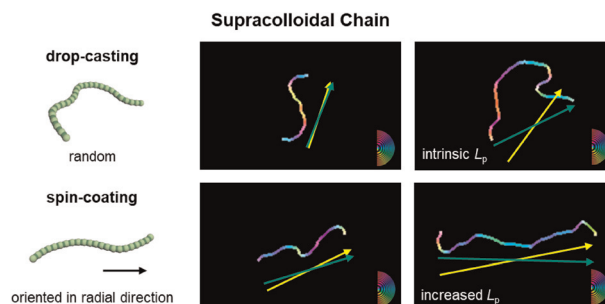 Supracolloidal Chain
drop-casting
random
intrinsic Lp
spin-coating
oriented in radial direction
increased Lp